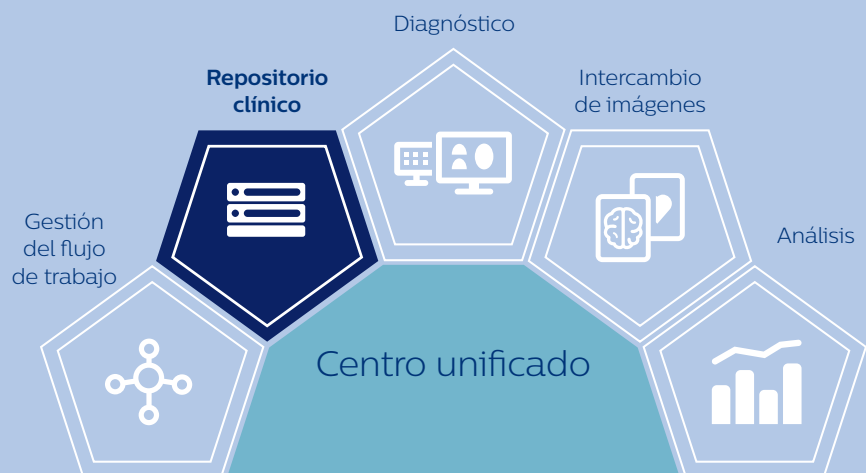 Diagnóstico
Repositorio
clínico
Intercambio
de imágenes
Gestión
del flujo
de trabajo
Análisis
Centro unificado